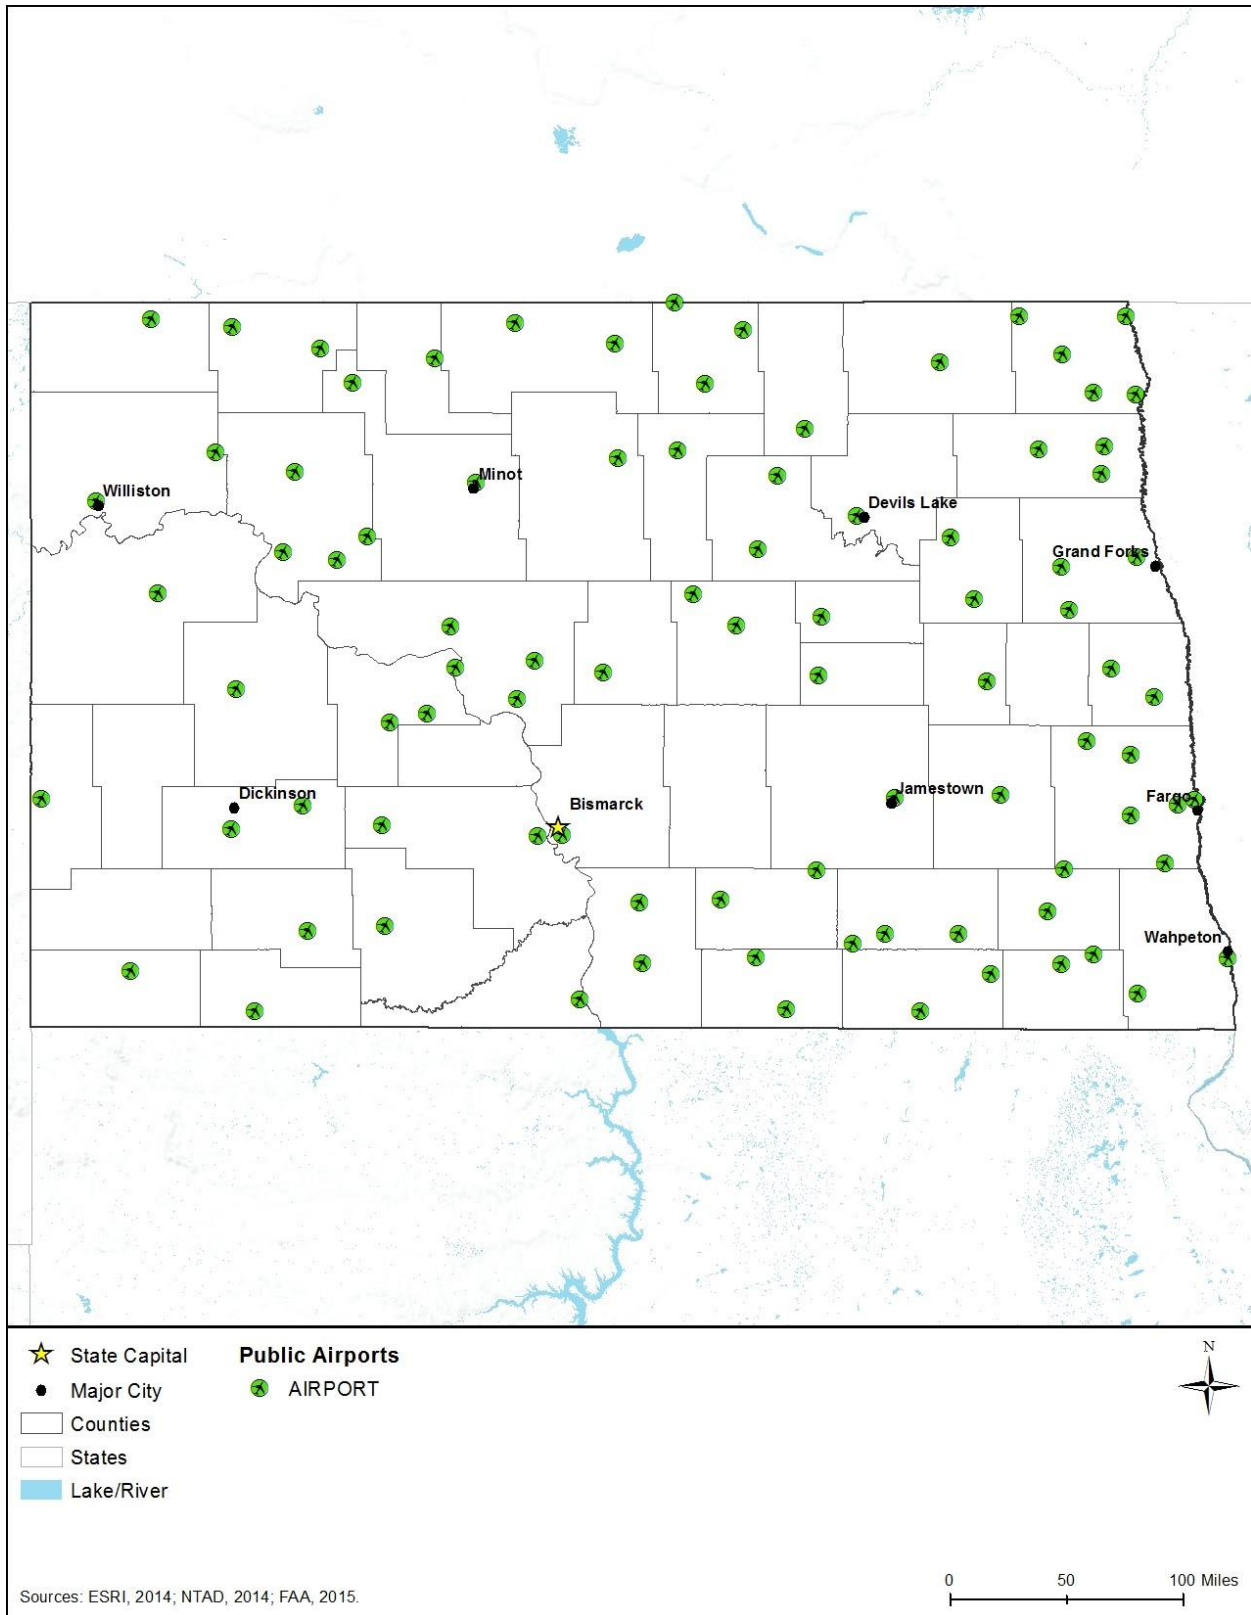 Minot
Williston
Devils Lake
Grand Forks
Dickinson
Jamestown
Bismarck
Fargo
Wahpeton
State Capital
Major City
Counties
States
Lake/River
Public Airports
AIRPORT
N
Sources: ESRI, 2014; NTAD, 2014; FAA, 2015.
0 50 100 Miles